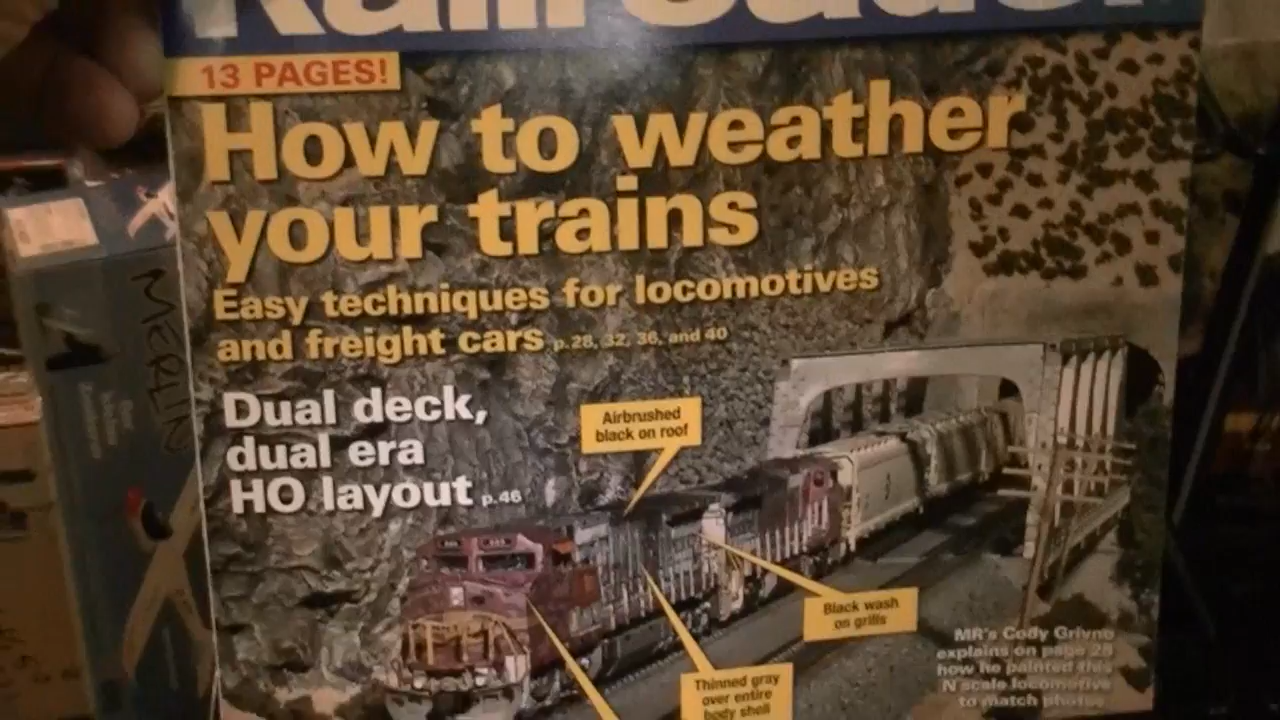 Railroader
13 PAGES!
How to weather
your trains
Easy techniques for locomotives
and freight cars p.28, 32, 36, and 40
Dual deck,
dual era
HO layout p.46
Airbrushed
black on roof
Black wash
on grills
Thinned gray
over entire
body shell
MR's Cody Grivno
explains on page 28
how he painted this
N scale locomotive
to match photos
MERLIN